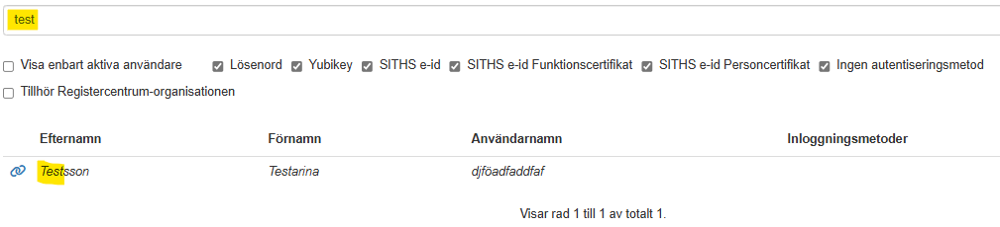 test
Visa enbart aktiva användare Lösenord Yubikey SITHS e-id SITHS e-id Funktionscertifikat SITHS e-id Personcertifikat Ingen autentiseringsmetod
Tillhör Registercentrum-organisationen
Efternamn Förnamn Användarnamn Inloggningsmetoder
Testsson Testarina djföadfaddfaf
Visar rad 1 till 1 av totalt 1.